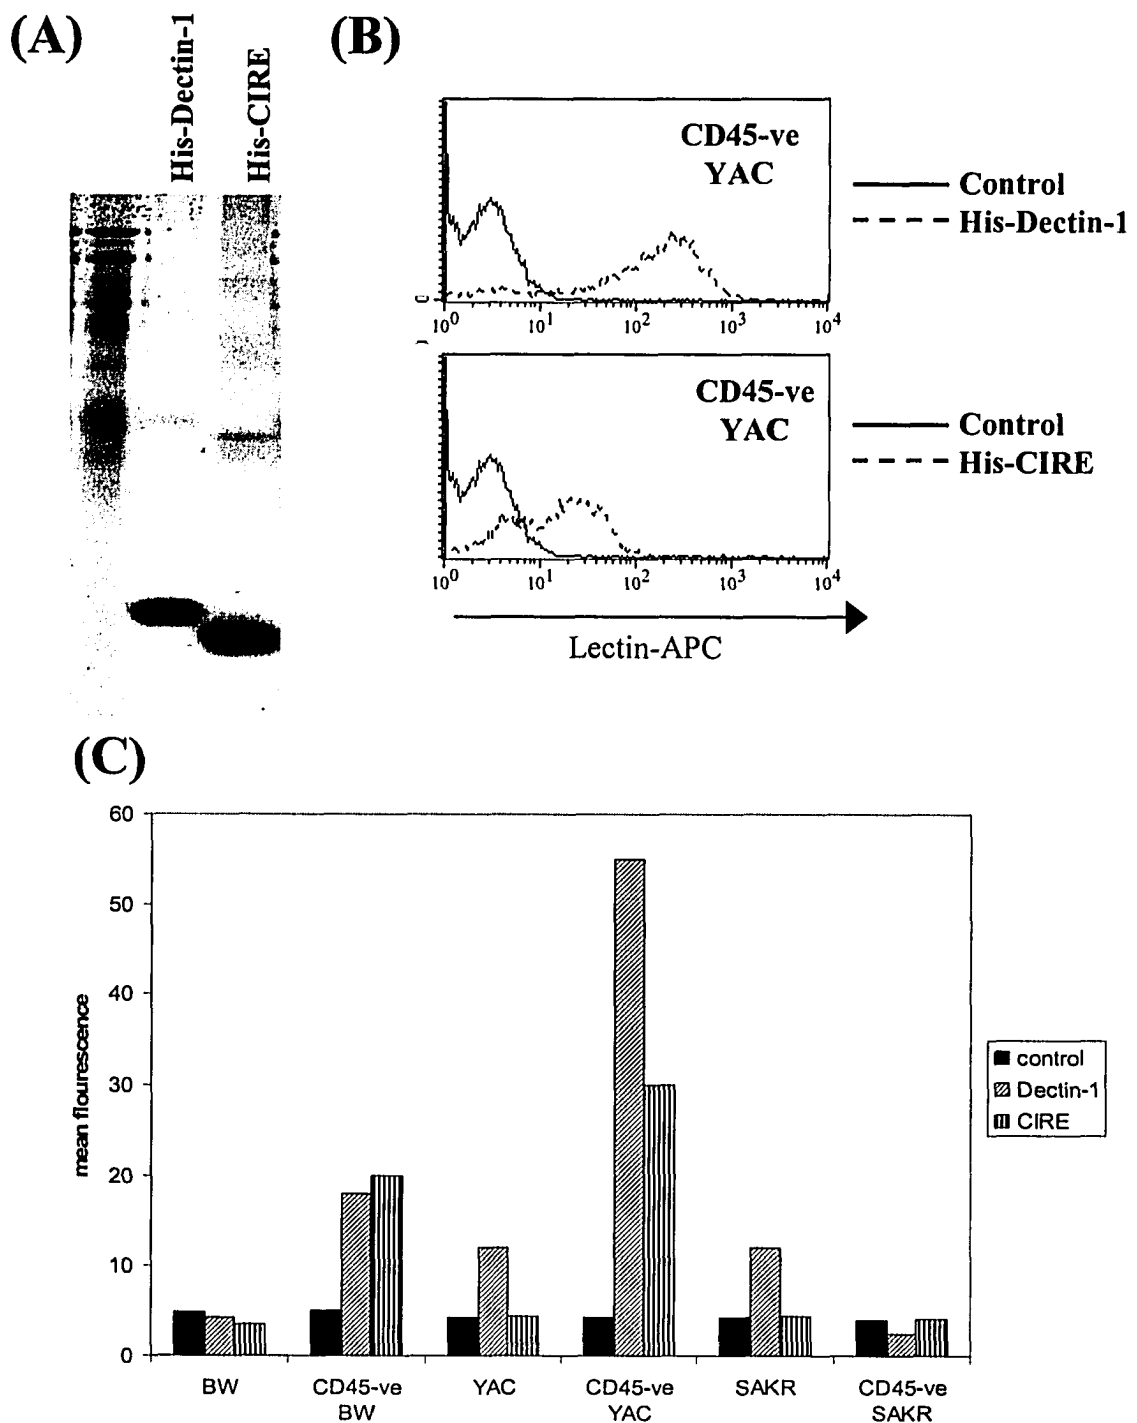 (A)
His-Dectin-1
His-CIRE
(B)
CD45-ve
YAC
Control
His-Dectin-1
10^0 10^1 10^2 10^3 10^4
CD45-ve
YAC
Control
His-CIRE
10^0 10^1 10^2 10^3 10^4
Lectin-APC
(C)
60
50
40
30
20
10
0
mean flourescence
BW
CD45-ve
BW
YAC
CD45-ve
YAC
SAKR
CD45-ve
SAKR
control
Dectin-1
CIRE